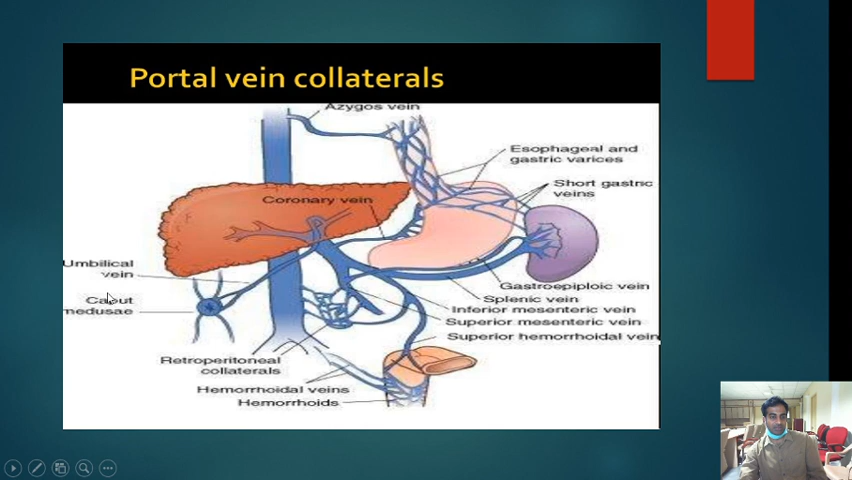 Portal vein collaterals
Azygos vein
Esophageal and
gastric varices
Short gastric
veins
Coronary vein
Umbilical
vein
Caput
medusae
Gastroepiploic vein
Splenic vein
Inferior mesenteric vein
Superior mesenteric vein
Superior hemorrhoidal vein
Retroperitoneal
collaterals
Hemorrhoidal veins
Hemorrhoids